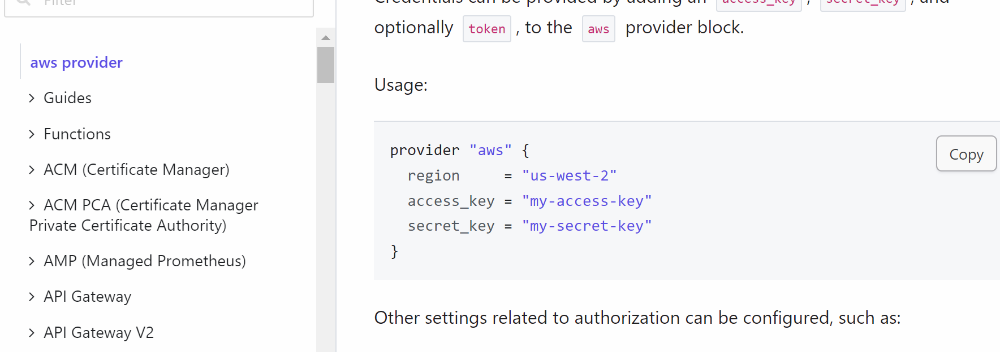 Filter
aws provider
Guides
Functions
ACM (Certificate Manager)
ACM PCA (Certificate Manager
Private Certificate Authority)
AMP (Managed Prometheus)
API Gateway
API Gateway V2
Credentials can be provided by adding an access_key , secret_key , and
optionally token , to the aws provider block.
Usage:
Copy
provider "aws" {
  region     = "us-west-2"
  access_key = "my-access-key"
  secret_key = "my-secret-key"
}
Other settings related to authorization can be configured, such as: